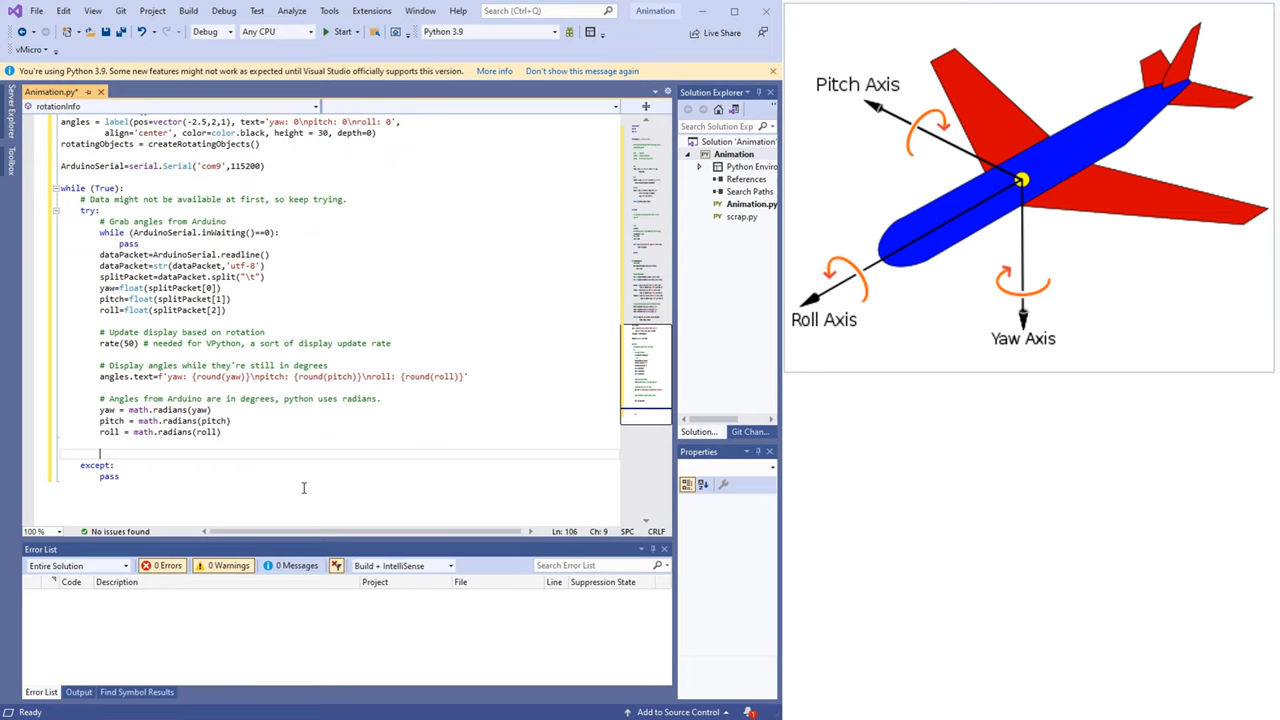 File Edit View Git Project Build Debug Test Analyze Tools Extensions Window Help Search (Ctrl+Q) Animation
Debug Any CPU Start Python 3.9 Live Share
vMicro
You're using Python 3.9. Some new features might not work as expected until Visual Studio officially supports this version. More info Don't show this message again
Server Explorer
Toolbox
Animation.py*
rotationInfo
angles = label(pos=vector(-2.5,2,1), text='yaw: 0\npitch: 0\nroll: 0',
align='center', color=color.black, height = 30, depth=0)
rotatingObjects = createRotatingObjects()
ArduinoSerial=serial.Serial('com9',115200)
while (True):
# Data might not be available at first, so keep trying.
try:
# Grab angles from Arduino
while (ArduinoSerial.inWaiting()==0):
pass
dataPacket=ArduinoSerial.readline()
dataPacket=str(dataPacket,'utf-8')
splitPacket=dataPacket.split("\t")
yaw=float(splitPacket[0])
pitch=float(splitPacket[1])
roll=float(splitPacket[2])
# Update display based on rotation
rate(50) # needed for VPython, a sort of display update rate
# Display angles while they're still in degrees
angles.text=f'yaw: {round(yaw)}\npitch: {round(pitch)}\nroll: {round(roll)}'
# Angles from Arduino are in degrees, python uses radians.
yaw = math.radians(yaw)
pitch = math.radians(pitch)
roll = math.radians(roll)
except:
pass
100 % No issues found Ln: 106 Ch: 9 SPC CRLF
Error List
Entire Solution 0 Errors 0 Warnings 0 Messages Build + IntelliSense Search Error List
Code Description Project File Line Suppression State
Error List Output Find Symbol Results
Solution Explorer
Search Solution Exp
Solution 'Animation'
Animation
Python Enviro
References
Search Paths
Animation.py
scrap.py
Solution... Git Chan...
Properties
Ready Add to Source Control 1
Pitch Axis
Roll Axis
Yaw Axis